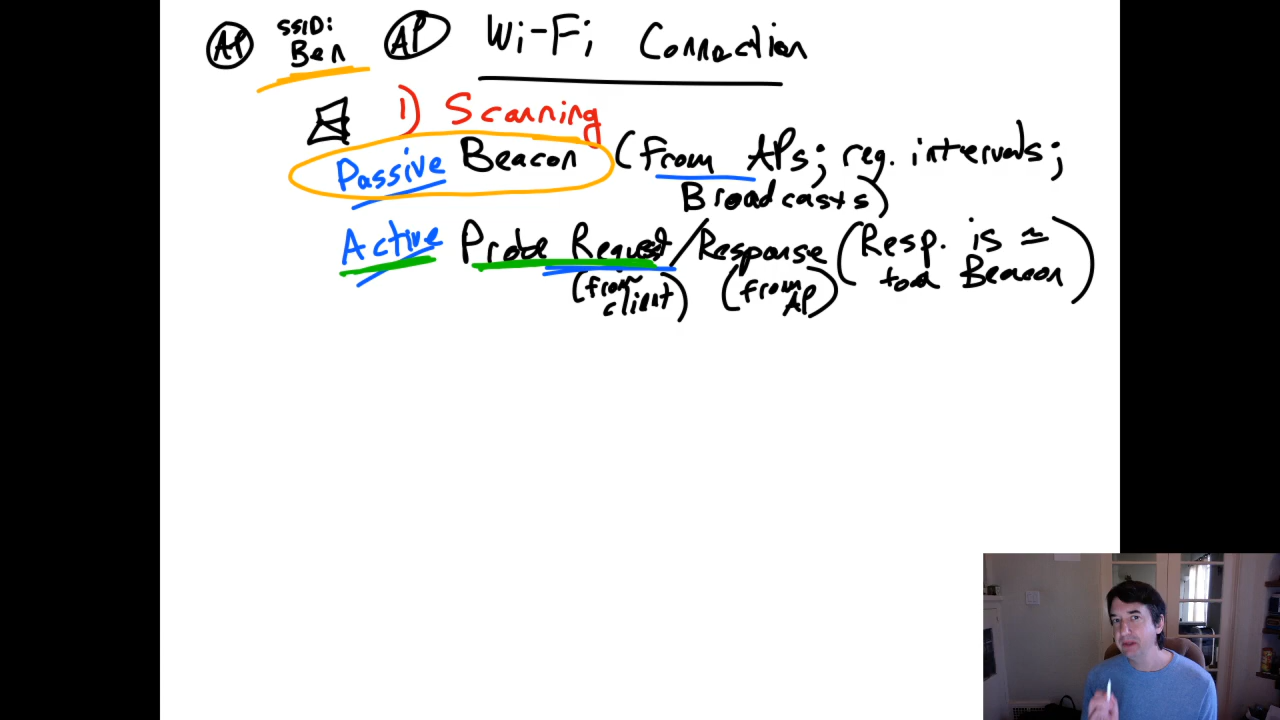 AP SSID: Ben AP Wi-Fi Connection
1) Scanning
Passive Beacon (from APs; reg. intervals;
Broadcasts)
Active Probe Request/Response (Resp. is ≈
(from client) (from AP) to a Beacon)